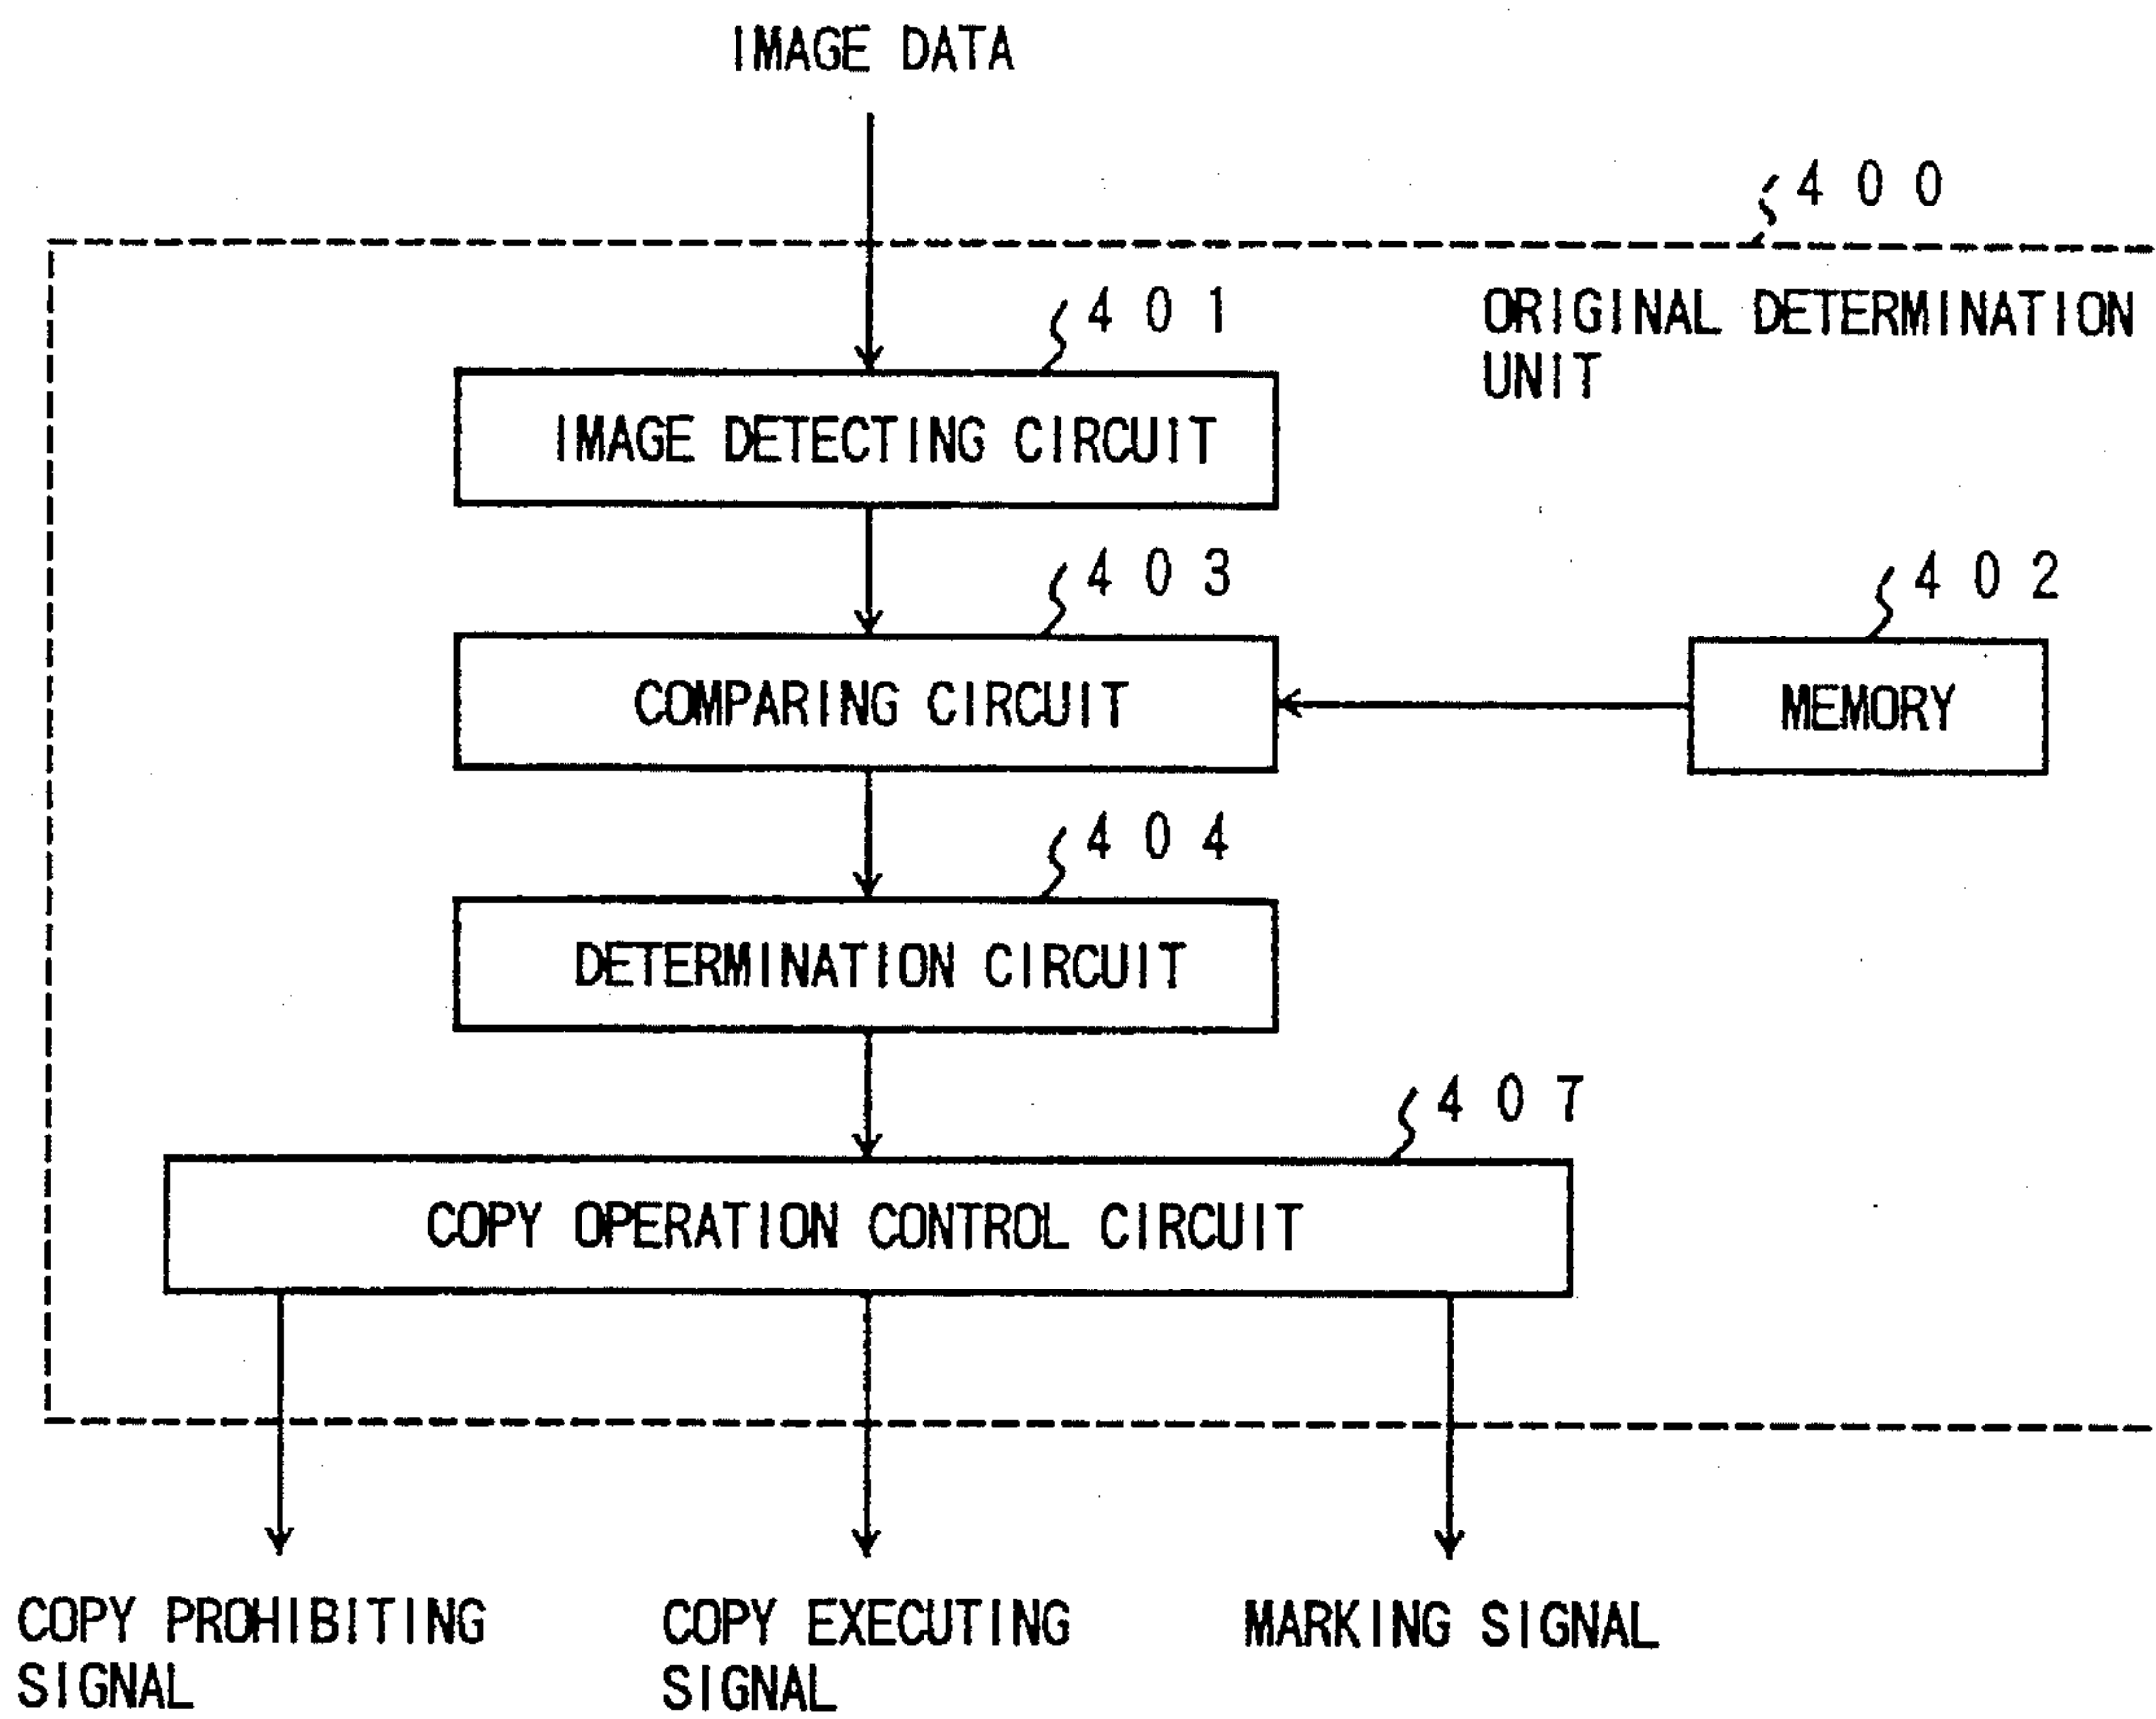 IMAGE DATA
400
ORIGINAL DETERMINATION
UNIT
401
IMAGE DETECTING CIRCUIT
403
COMPARING CIRCUIT
402
MEMORY
404
DETERMINATION CIRCUIT
407
COPY OPERATION CONTROL CIRCUIT
COPY PROHIBITING
SIGNAL
COPY EXECUTING
SIGNAL
MARKING SIGNAL